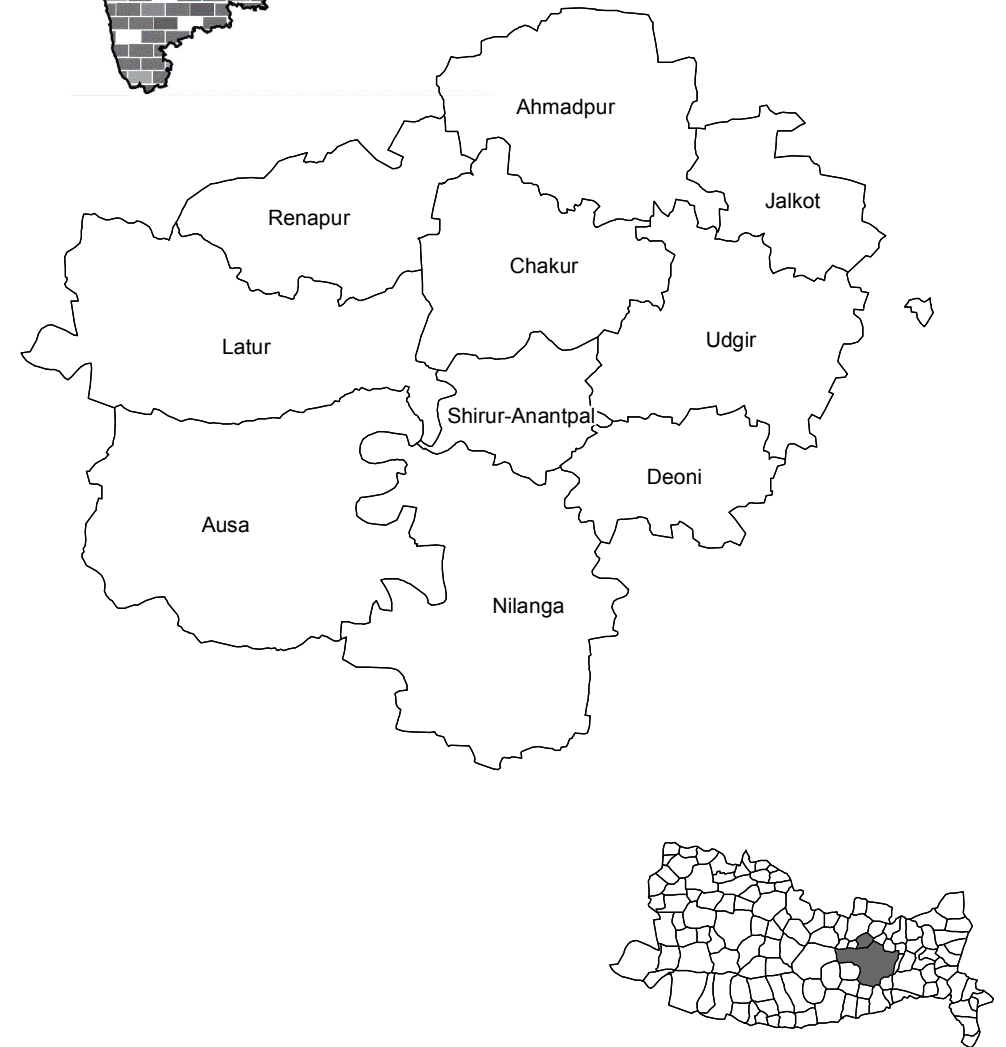 Ahmadpur
Jalkot
Renapur
Chakur
Udgir
Latur
Shirur-Anantpal
Deoni
Ausa
Nilanga